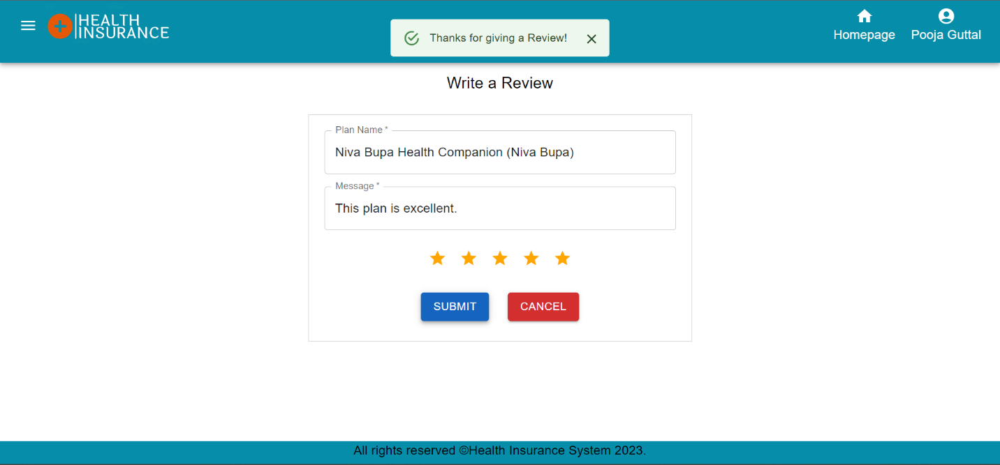 HEALTH
INSURANCE
Thanks for giving a Review!
Homepage
Pooja Guttal
Write a Review
Plan Name *
Niva Bupa Health Companion (Niva Bupa)
Message *
This plan is excellent.
SUBMIT
CANCEL
All rights reserved ©Health Insurance System 2023.